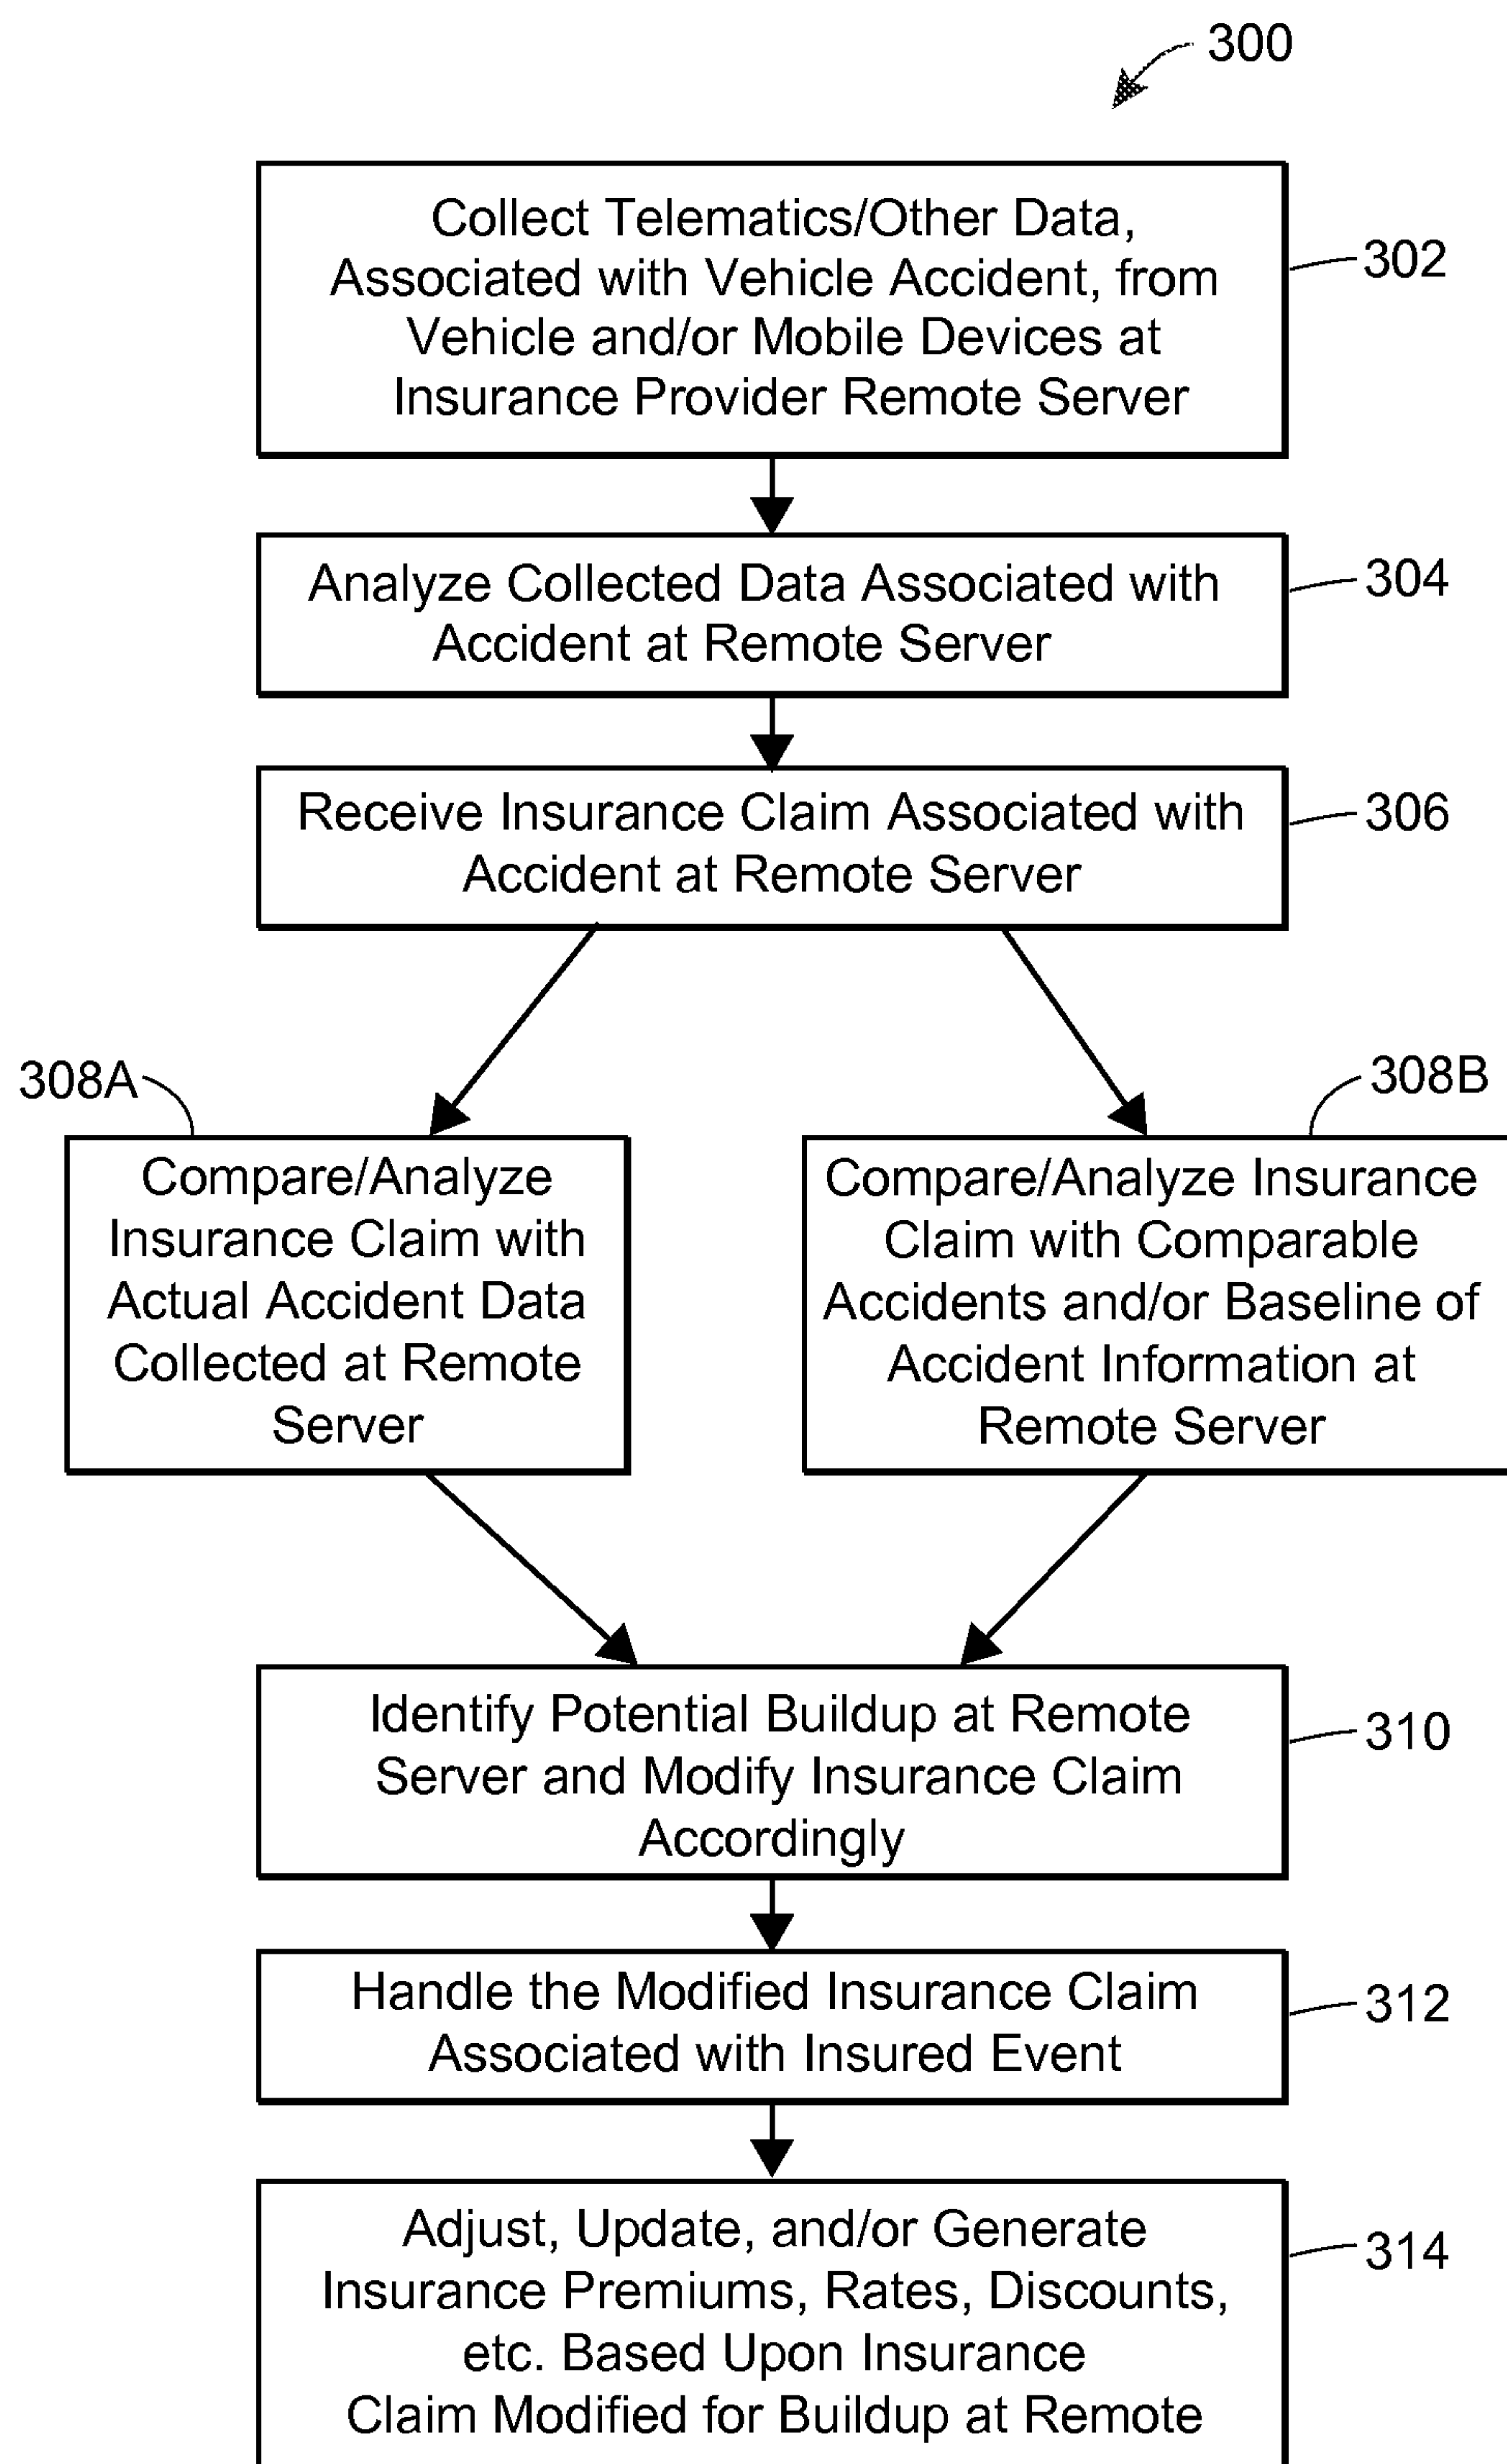 300
Collect Telematics/Other Data,
Associated with Vehicle Accident, from
Vehicle and/or Mobile Devices at
Insurance Provider Remote Server
302
Analyze Collected Data Associated with
Accident at Remote Server
304
Receive Insurance Claim Associated with
Accident at Remote Server
306
308A
Compare/Analyze
Insurance Claim with
Actual Accident Data
Collected at Remote
Server
308B
Compare/Analyze Insurance
Claim with Comparable
Accidents and/or Baseline of
Accident Information at
Remote Server
Identify Potential Buildup at Remote
Server and Modify Insurance Claim
Accordingly
310
Handle the Modified Insurance Claim
Associated with Insured Event
312
Adjust, Update, and/or Generate
Insurance Premiums, Rates, Discounts,
etc. Based Upon Insurance
Claim Modified for Buildup at Remote
314